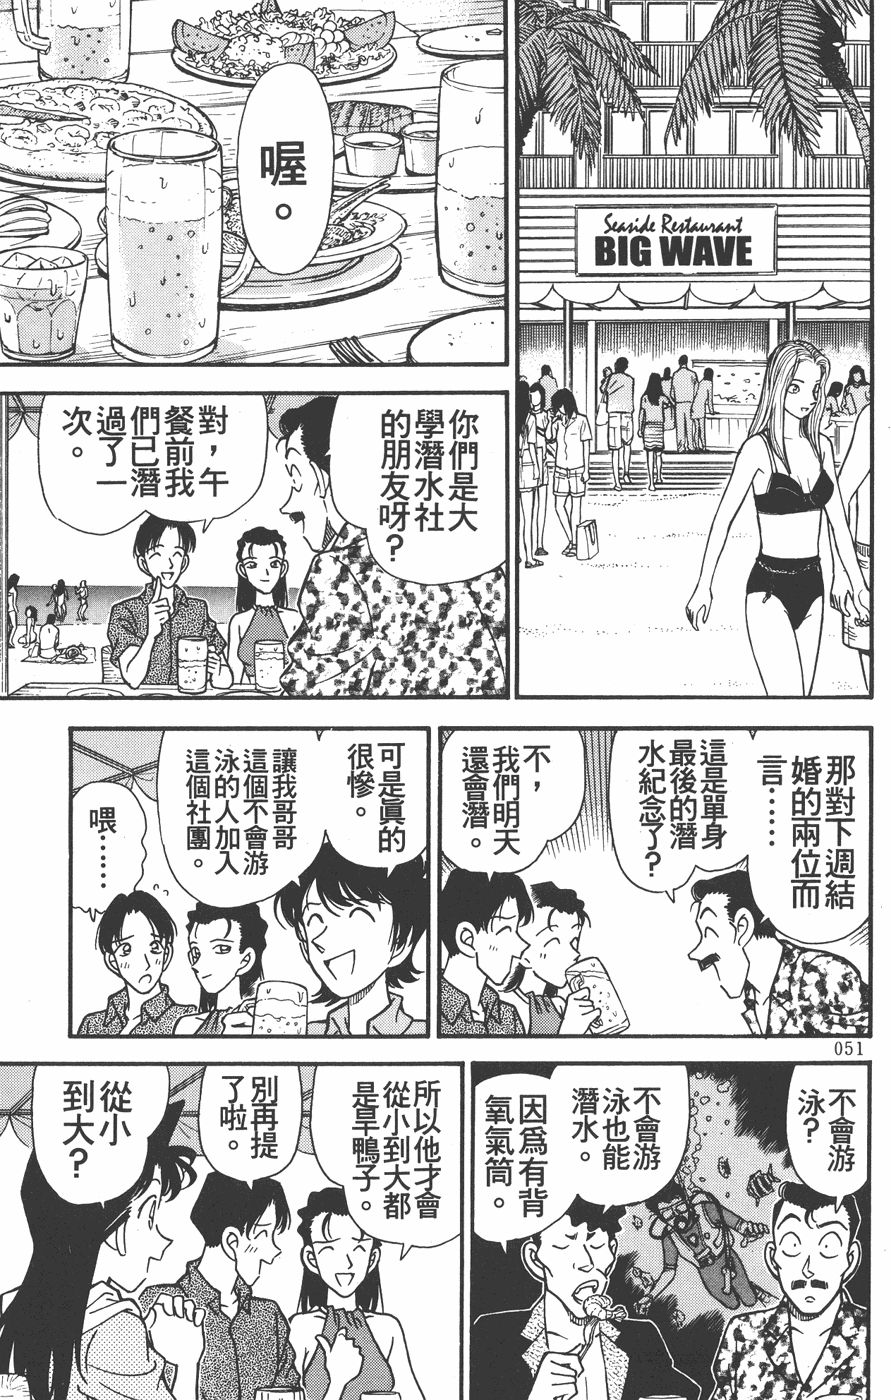 Seaside Restaurant
BIG WAVE
喔。
你們是大
學潛水社
的朋友呀?
對，午
餐前我
們已潛
過了一
次。
那對下週結
婚的兩位而
言……
這是單身
最後的潛
水紀念了?
不，
我們明天
還會潛。
可是真的
很慘。
讓我哥哥
這個不會游
泳的人加入
這個社團。
喂……
051
不會游
泳?
不會游
泳也能
潛水。
因為有背
氧氣筒。
所以他才會
從小到大都
是旱鴨子。
別再提
了啦。
從小
到大?